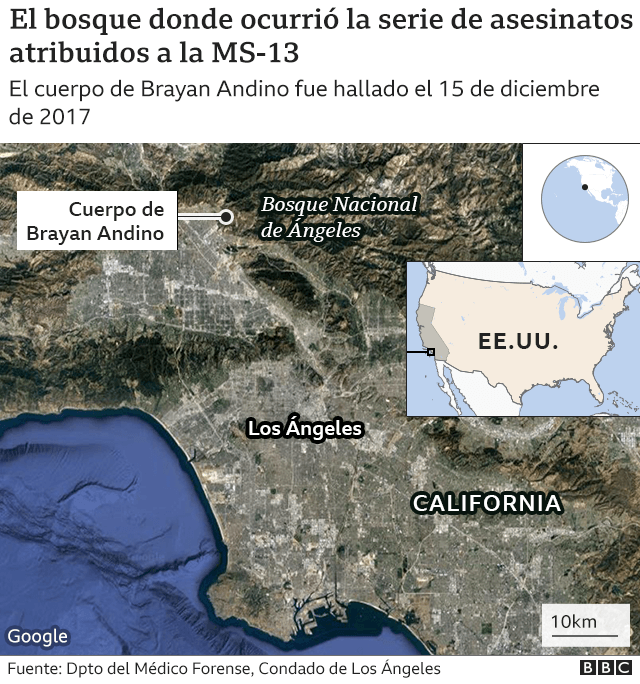 El bosque donde ocurrió la serie de asesinatos
atribuidos a la MS-13
El cuerpo de Brayan Andino fue hallado el 15 de diciembre
de 2017
Cuerpo de
Brayan Andino
Bosque Nacional
de Ángeles
EE.UU.
Los Ángeles
CALIFORNIA
10km
Google
Fuente: Dpto del Médico Forense, Condado de Los Ángeles
BBC